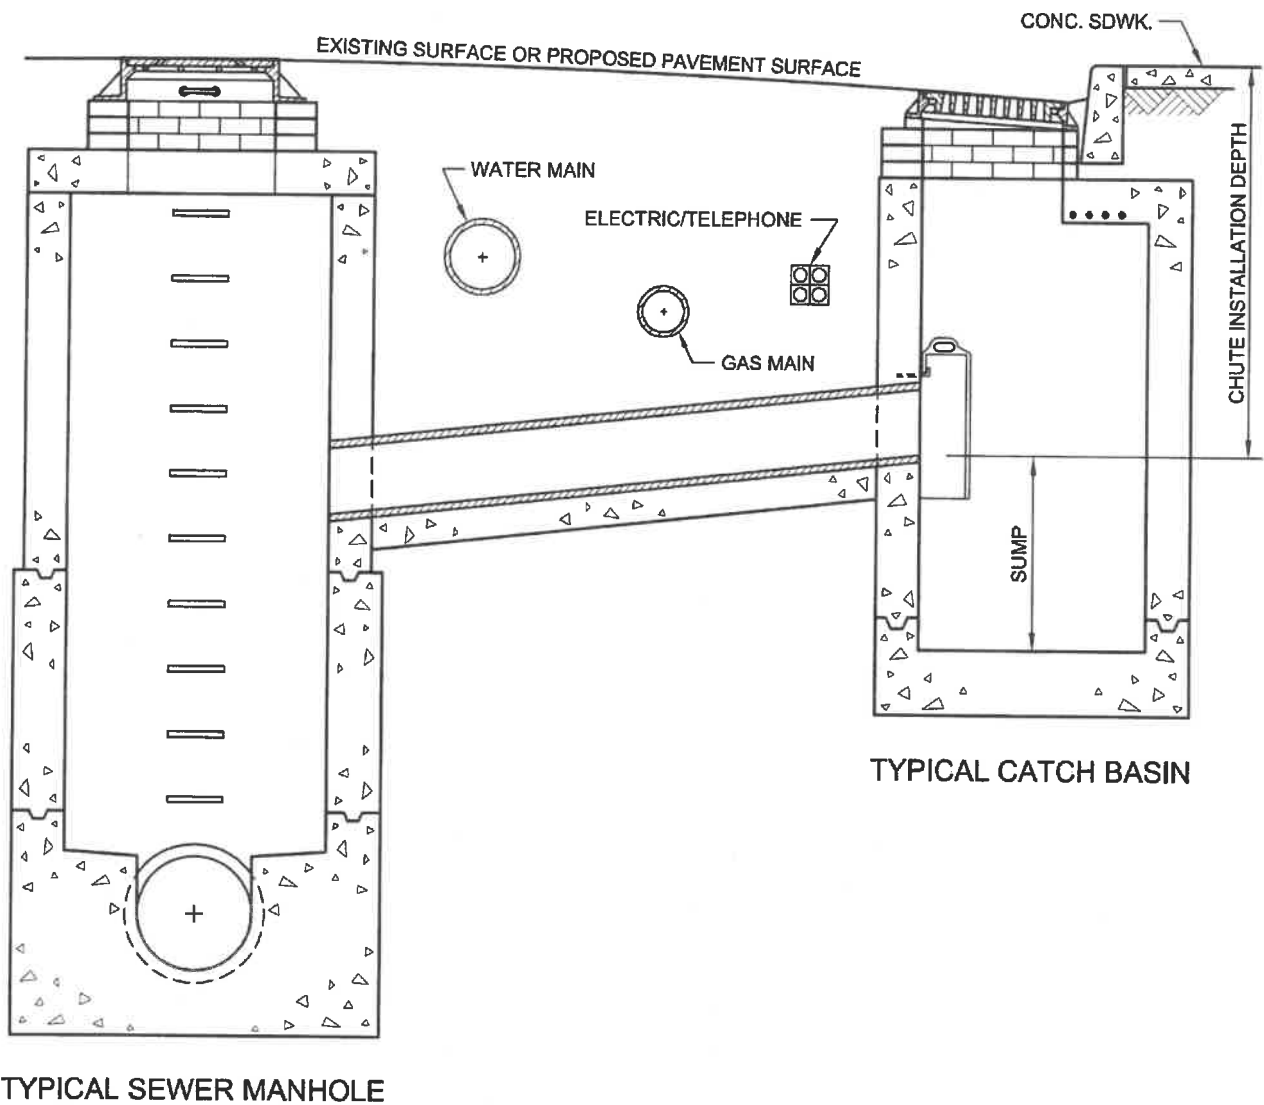 CONC. SDWK.
EXISTING SURFACE OR PROPOSED PAVEMENT SURFACE
WATER MAIN
ELECTRIC/TELEPHONE
GAS MAIN
CHUTE INSTALLATION DEPTH
SUMP
TYPICAL CATCH BASIN
TYPICAL SEWER MANHOLE